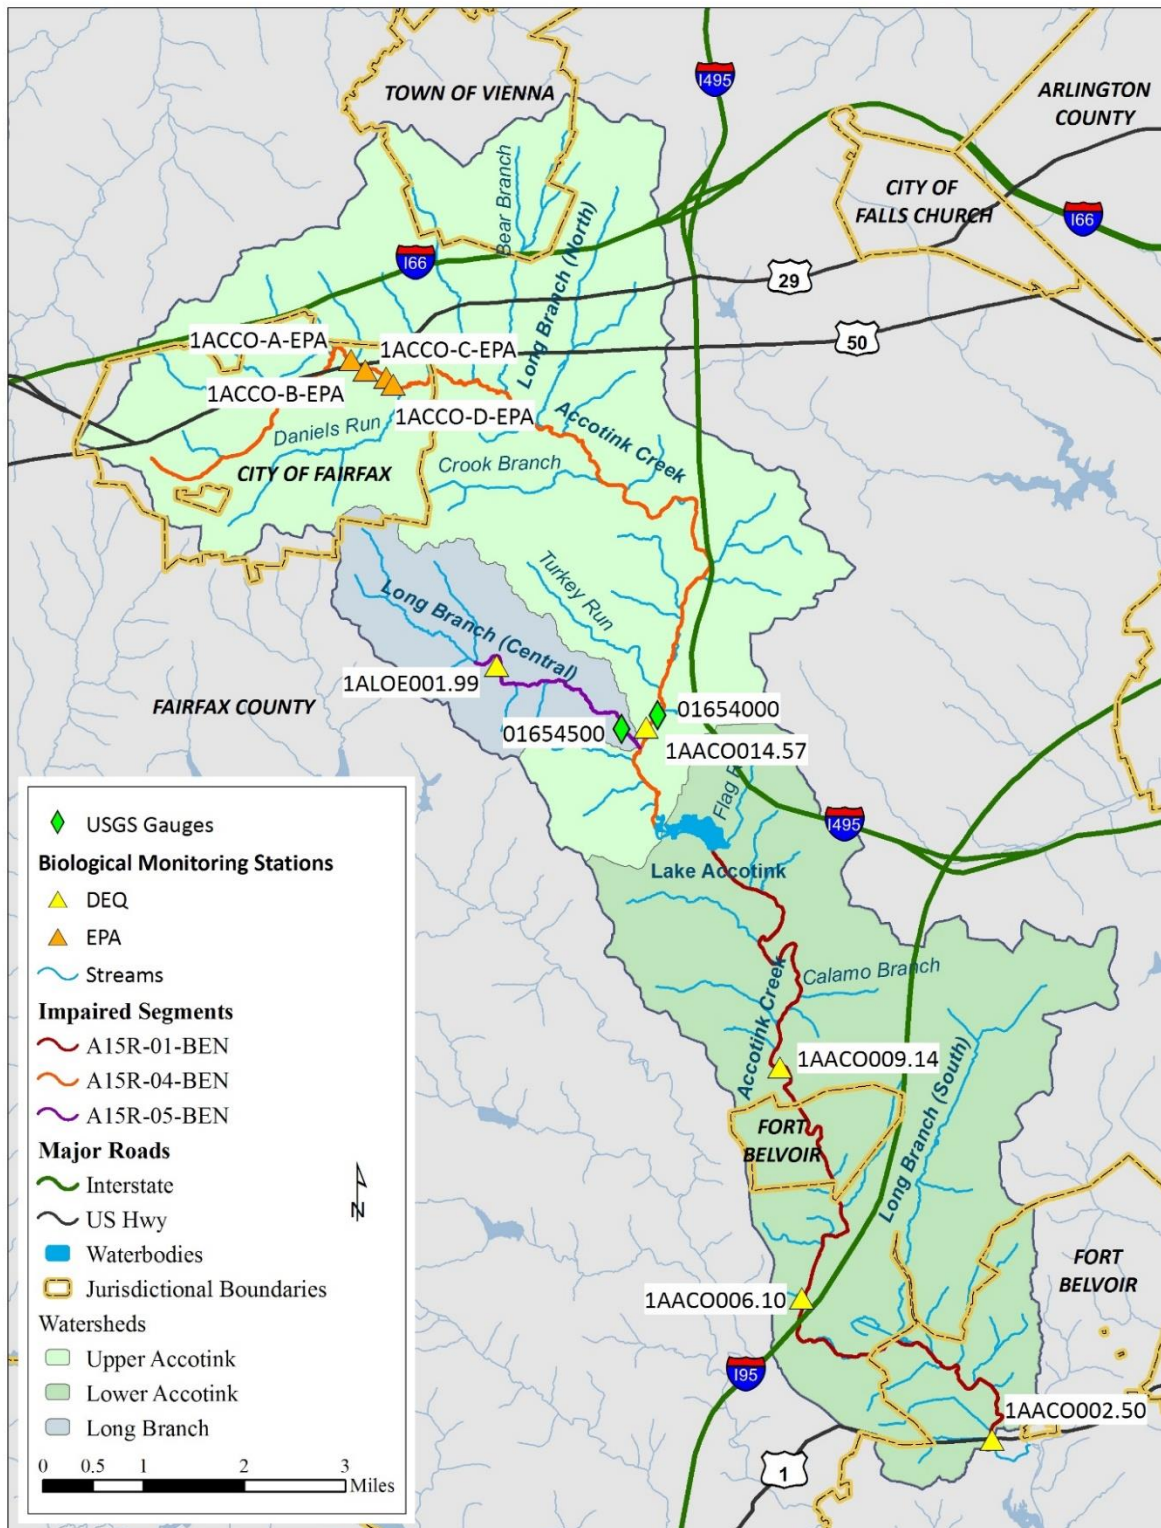 I495
TOWN OF VIENNA
ARLINGTON
COUNTY
Bear Branch
Long Branch (North)
CITY OF
FALLS CHURCH
I66
I66
29
50
1ACCO-A-EPA
1ACCO-C-EPA
1ACCO-B-EPA
1ACCO-D-EPA
Daniels Run
Accotink Creek
Crook Branch
CITY OF FAIRFAX
Turkey Run
Long Branch (Central)
1ALOE001.99
FAIRFAX COUNTY
01654000
01654500
1AACO014.57
Flag
I495
Lake Accotink
Calamo Branch
Accotink Creek
1AACO009.14
Long Branch (South)
FORT
BELVOIR
FORT
BELVOIR
1AACO006.10
I95
1AACO002.50
1
USGS Gauges
Biological Monitoring Stations
DEQ
EPA
Streams
Impaired Segments
A15R-01-BEN
A15R-04-BEN
A15R-05-BEN
Major Roads
Interstate
US Hwy
Waterbodies
Jurisdictional Boundaries
Watersheds
Upper Accotink
Lower Accotink
Long Branch
N
0 0.5 1 2 3
Miles